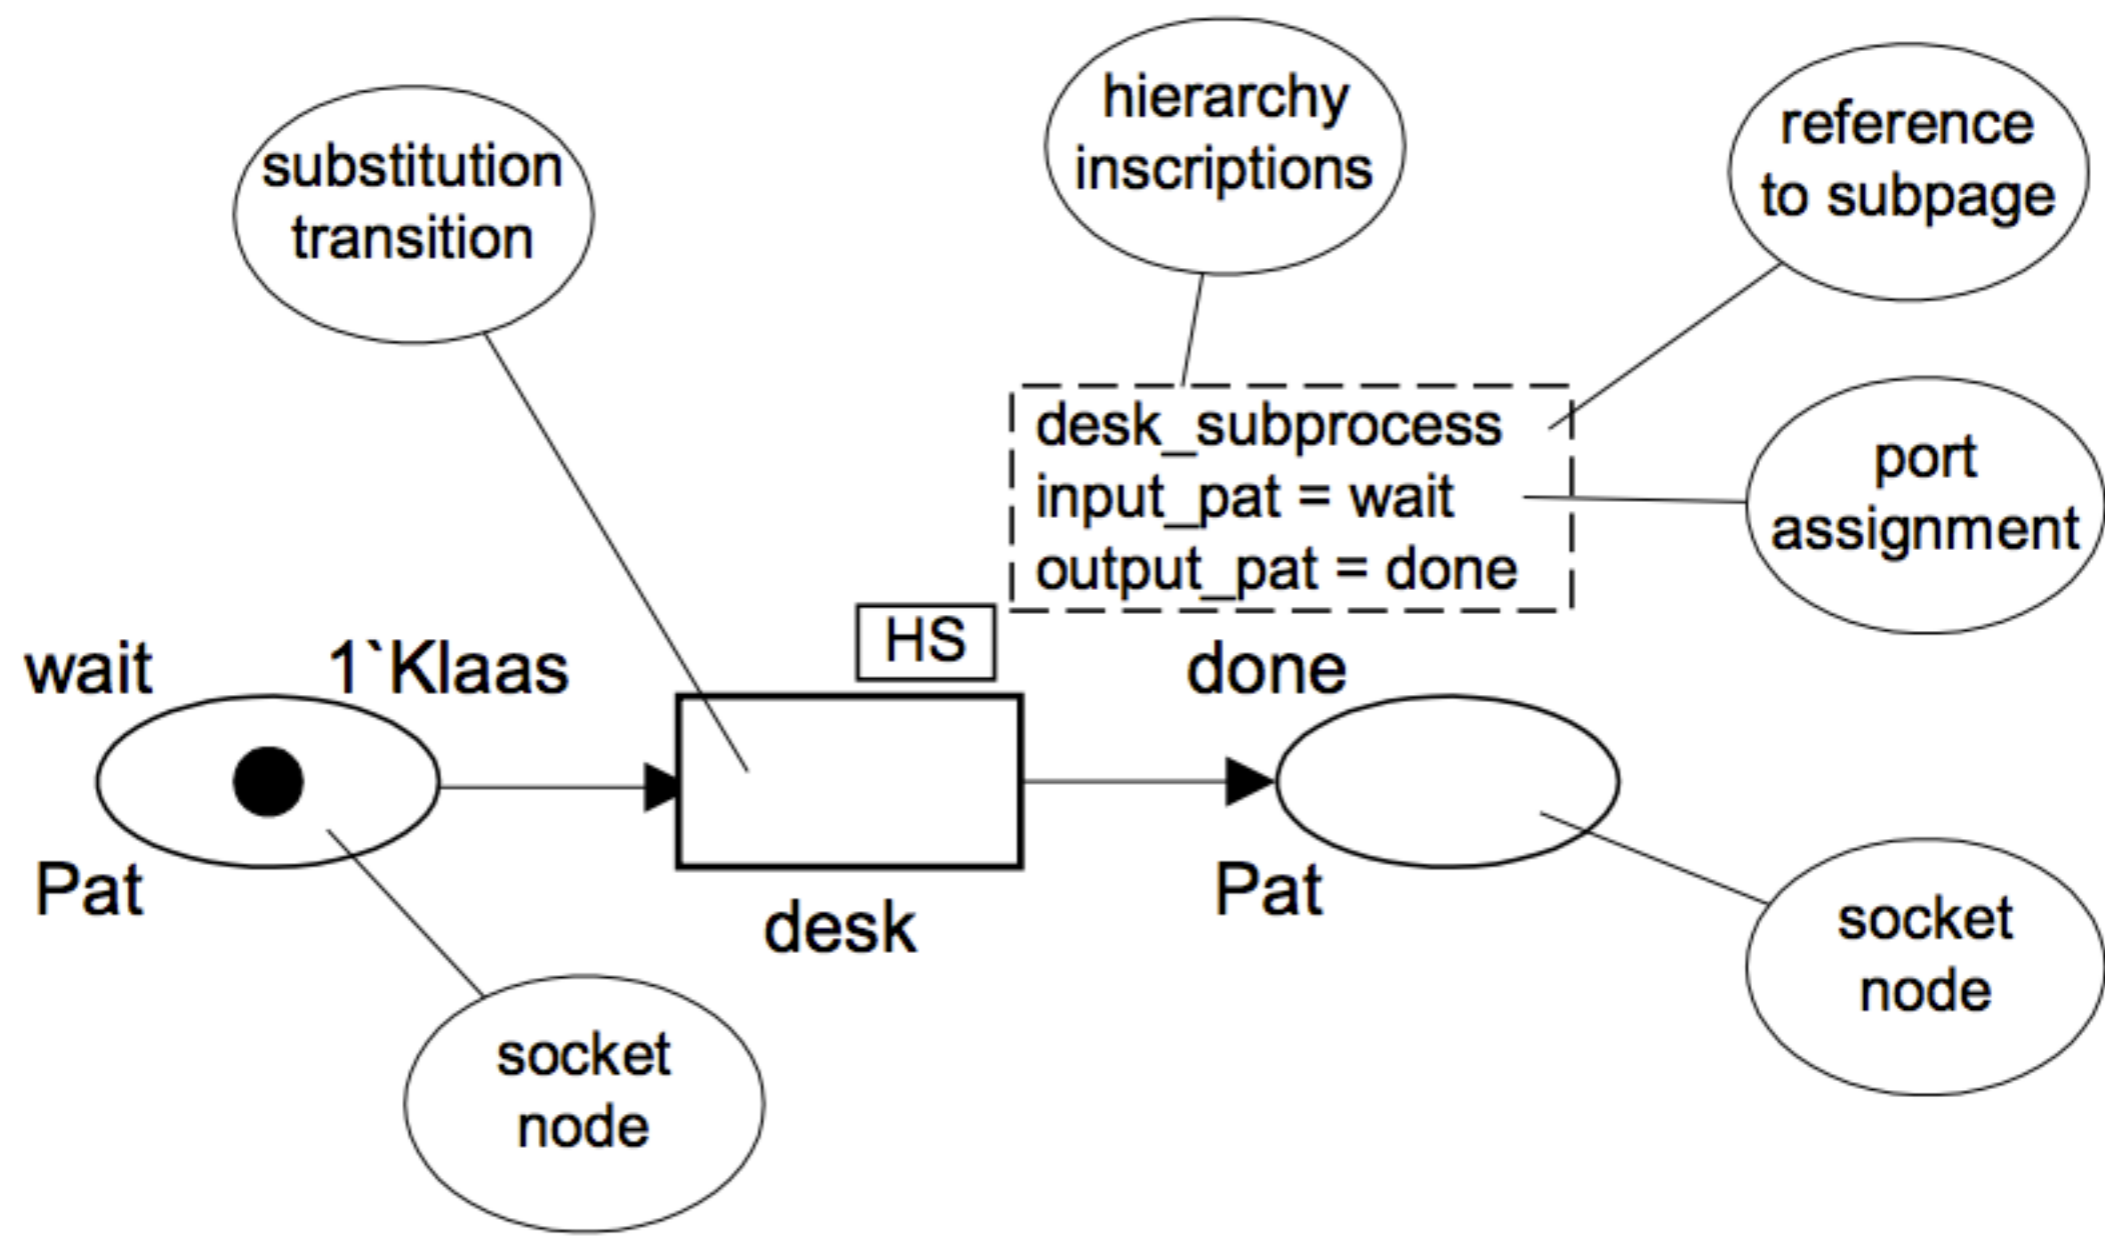 substitution
transition
hierarchy
inscriptions
reference
to subpage
desk_subprocess
input_pat = wait
output_pat = done
port
assignment
HS
wait
1`Klaas
done
Pat
desk
Pat
socket
node
socket
node